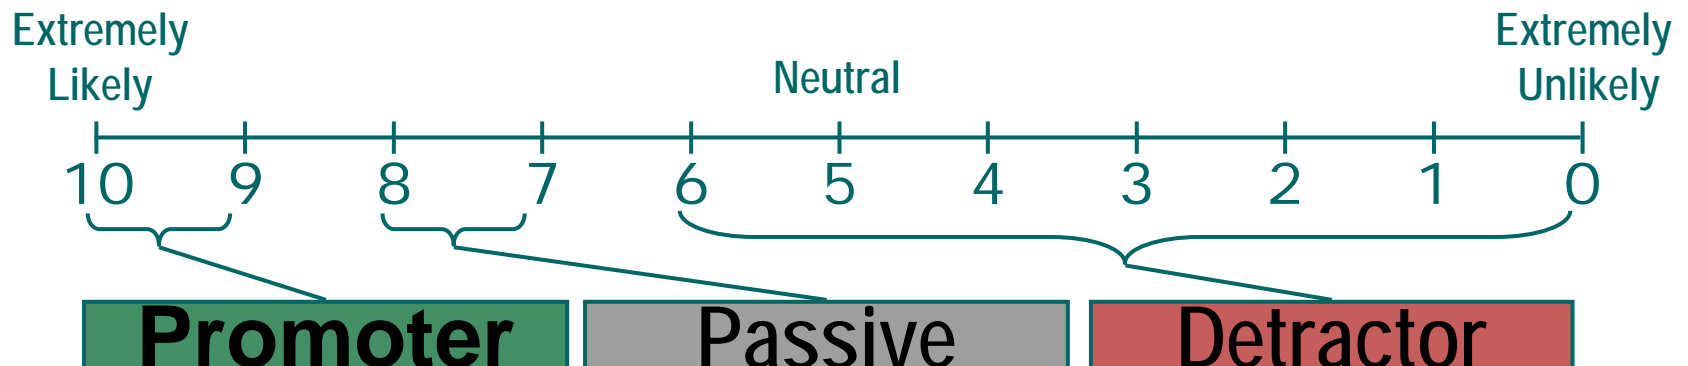 Extremely
Likely
Neutral
Extremely
Unlikely
10 9 8 7 6 5 4 3 2 1 0
Promoter Passive Detractor